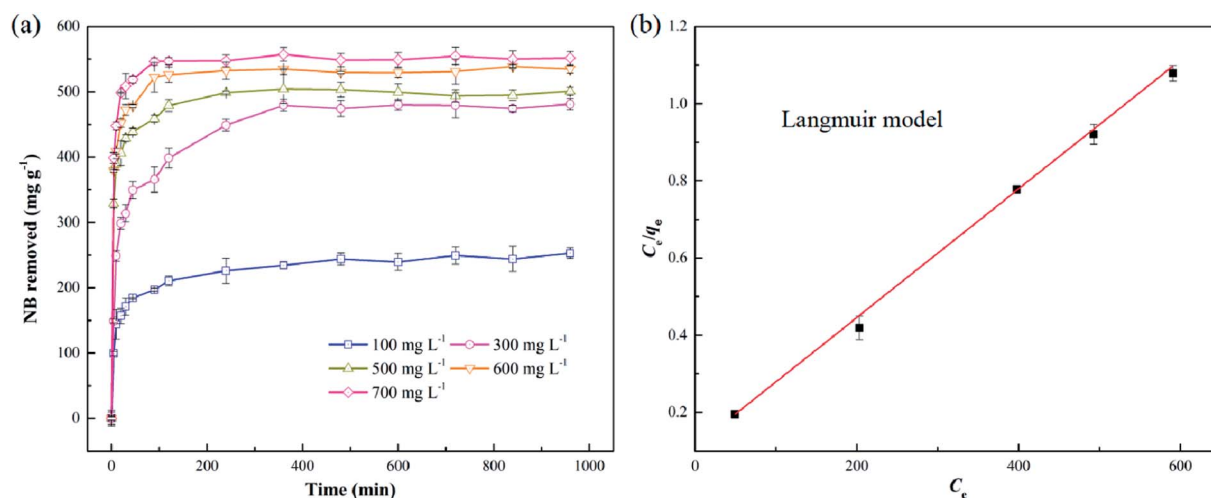 (a)
600
500
400
300
200
100
0
NB removed (mg g⁻¹)
100 mg L⁻¹ 300 mg L⁻¹
500 mg L⁻¹ 600 mg L⁻¹
700 mg L⁻¹
0 200 400 600 800 1000
Time (min)
(b)
1.2
1.0
0.8
0.6
0.4
0.2
Cₑ/qₑ
Langmuir model
0 200 400 600
Cₑ